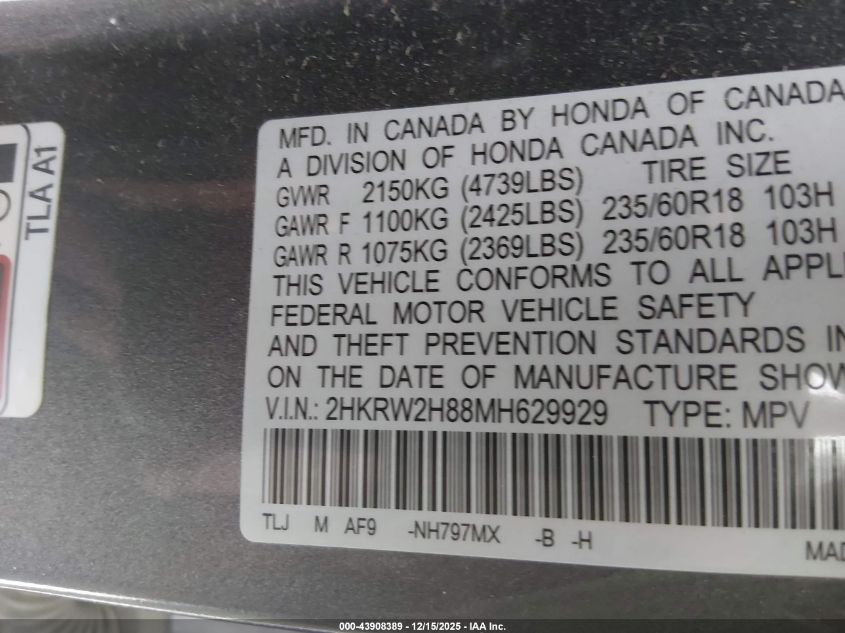 TLA A1
MFD. IN CANADA BY HONDA OF CANADA
A DIVISION OF HONDA CANADA INC.
GVWR 2150KG (4739LBS) TIRE SIZE
GAWR F 1100KG (2425LBS) 235/60R18 103H
GAWR R 1075KG (2369LBS) 235/60R18 103H
THIS VEHICLE CONFORMS TO ALL APPLI
FEDERAL MOTOR VEHICLE SAFETY
AND THEFT PREVENTION STANDARDS IN
ON THE DATE OF MANUFACTURE SHOW
V.I.N.: 2HKRW2H88MH629929 TYPE: MPV
TLJ M AF9 -NH797MX -B -H
MAD
000-43908389 - 12/15/2025 - IAA Inc.